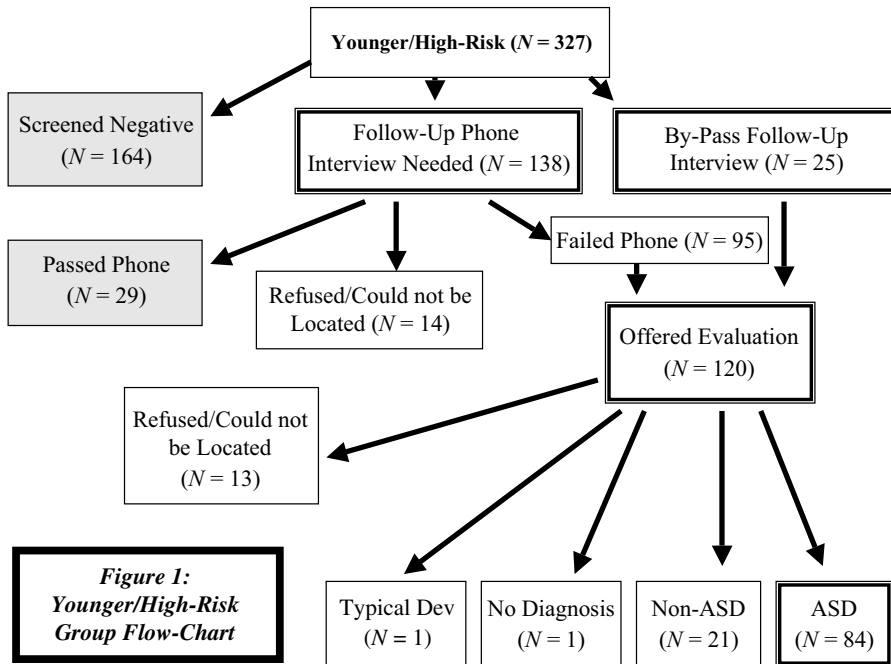 Younger/High-Risk (N = 327)
Screened Negative
(N = 164)
Follow-Up Phone
Interview Needed (N = 138)
By-Pass Follow-Up
Interview (N = 25)
Passed Phone
(N = 29)
Refused/Could not be
Located (N = 14)
Failed Phone (N = 95)
Offered Evaluation
(N = 120)
Refused/Could not
be Located
(N = 13)
Figure 1:
Younger/High-Risk
Group Flow-Chart
Typical Dev
(N = 1)
No Diagnosis
(N = 1)
Non-ASD
(N = 21)
ASD
(N = 84)